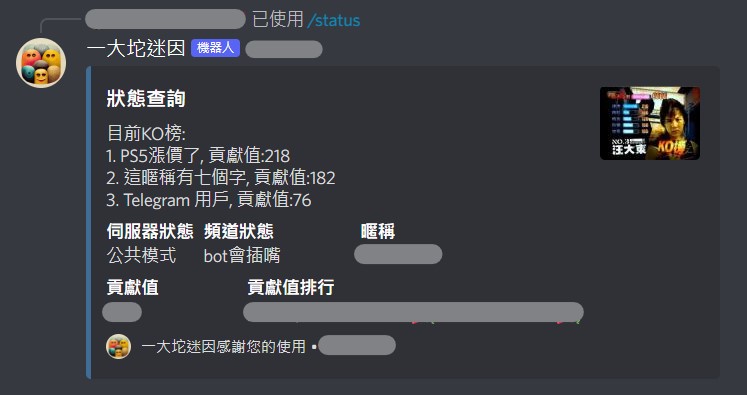 已使用 /status
一大坨迷因 機器人
狀態查詢
目前KO榜:
1. PS5漲價了, 貢獻值:218
2. 這暱稱有七個字, 貢獻值:182
3. Telegram 用戶, 貢獻值:76
NO.3
汪大東 KO榜
伺服器狀態 頻道狀態 暱稱
公共模式 bot會插嘴
貢獻值 貢獻值排行
一大坨迷因感謝您的使用 •